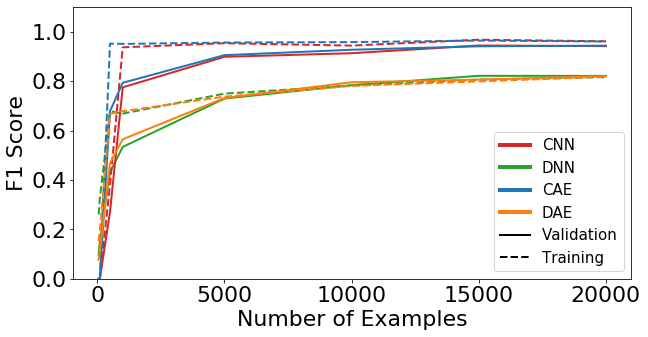 F1 Score
1.0
0.8
0.6
0.4
0.2
0.0
0
5000
10000
15000
20000
Number of Examples
CNN
DNN
CAE
DAE
Validation
Training